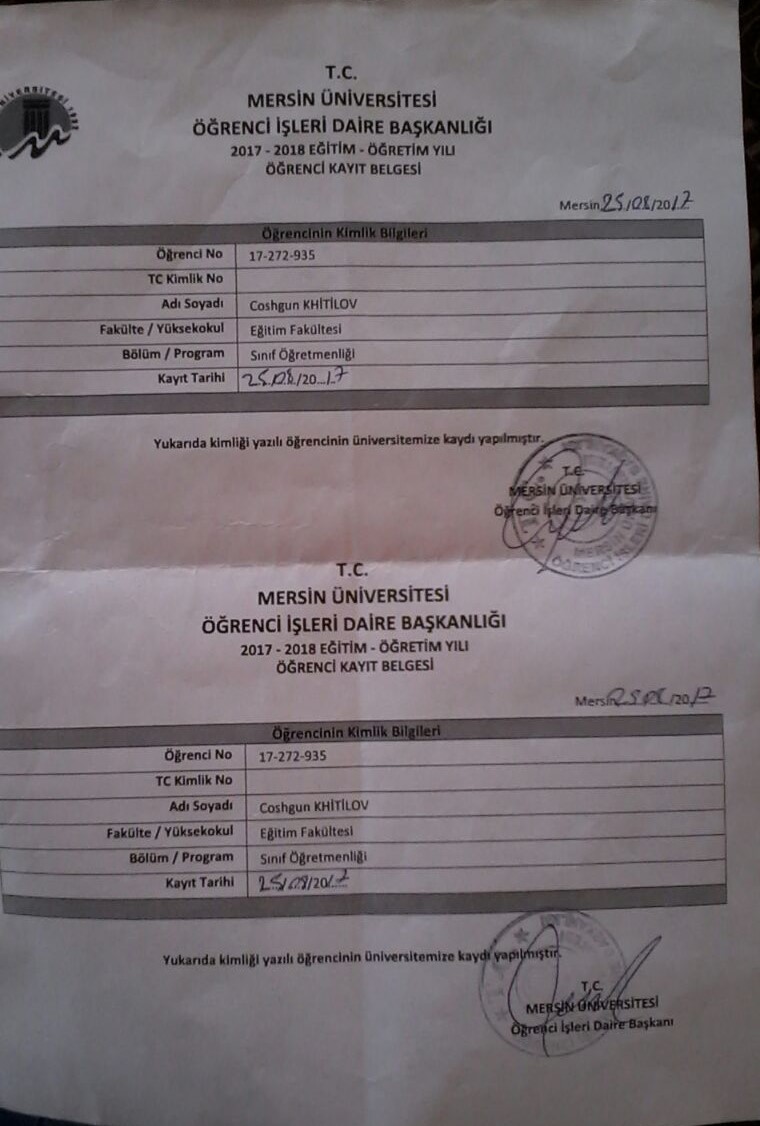 T.C.
MERSİN ÜNİVERSİTESİ
ÖĞRENCİ İŞLERİ DAİRE BAŞKANLIĞI
2017 - 2018 EĞİTİM - ÖĞRETİM YILI
ÖĞRENCİ KAYIT BELGESİ
Mersin 25/08/2017
Öğrencinin Kimlik Bilgileri
Öğrenci No 17-272-935
TC Kimlik No
Adı Soyadı Coshgun KHİTİLOV
Fakülte / Yüksekokul Eğitim Fakültesi
Bölüm / Program Sınıf Öğretmenliği
Kayıt Tarihi 25/08/2017
Yukarıda kimliği yazılı öğrencinin üniversitemize kaydı yapılmıştır.
T.C.
MERSİN ÜNİVERSİTESİ
Öğrenci İşleri Daire Başkanı
T.C.
MERSİN ÜNİVERSİTESİ
ÖĞRENCİ İŞLERİ DAİRE BAŞKANLIĞI
2017 - 2018 EĞİTİM - ÖĞRETİM YILI
ÖĞRENCİ KAYIT BELGESİ
Mersin 25/08/2017
Öğrencinin Kimlik Bilgileri
Öğrenci No 17-272-935
TC Kimlik No
Adı Soyadı Coshgun KHİTİLOV
Fakülte / Yüksekokul Eğitim Fakültesi
Bölüm / Program Sınıf Öğretmenliği
Kayıt Tarihi 25/08/2017
Yukarıda kimliği yazılı öğrencinin üniversitemize kaydı yapılmıştır.
T.C.
MERSİN ÜNİVERSİTESİ
Öğrenci İşleri Daire Başkanı